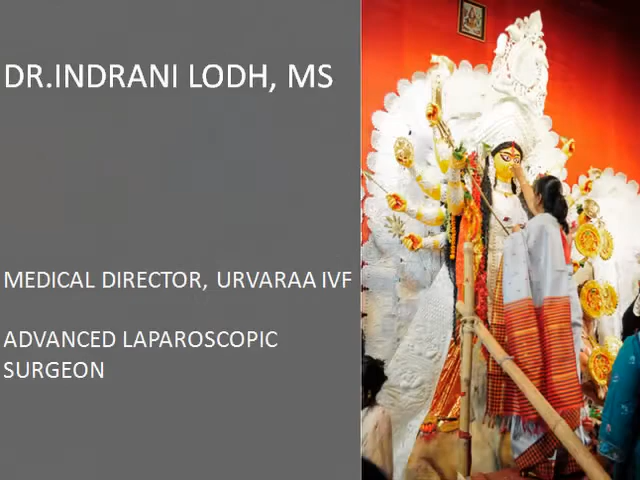 DR.INDRANI LODH, MS
MEDICAL DIRECTOR, URVARAA IVF
ADVANCED LAPAROSCOPIC
SURGEON